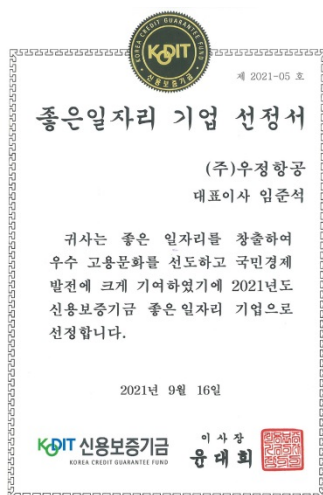 KOREA CREDIT GUARANTEE FUND
KODIT
신용보증기금
제 2021-05 호
좋은일자리 기업 선정서
(주)우정항공
대표이사 임준석
귀사는 좋은 일자리를 창출하여
우수 고용문화를 선도하고 국민경제
발전에 크게 기여하였기에 2021년도
신용보증기금 좋은일자리 기업으로
선정합니다.
2021년 9월 16일
KODIT 신용보증기금
KOREA CREDIT GUARANTEE FUND
이사장
윤대희